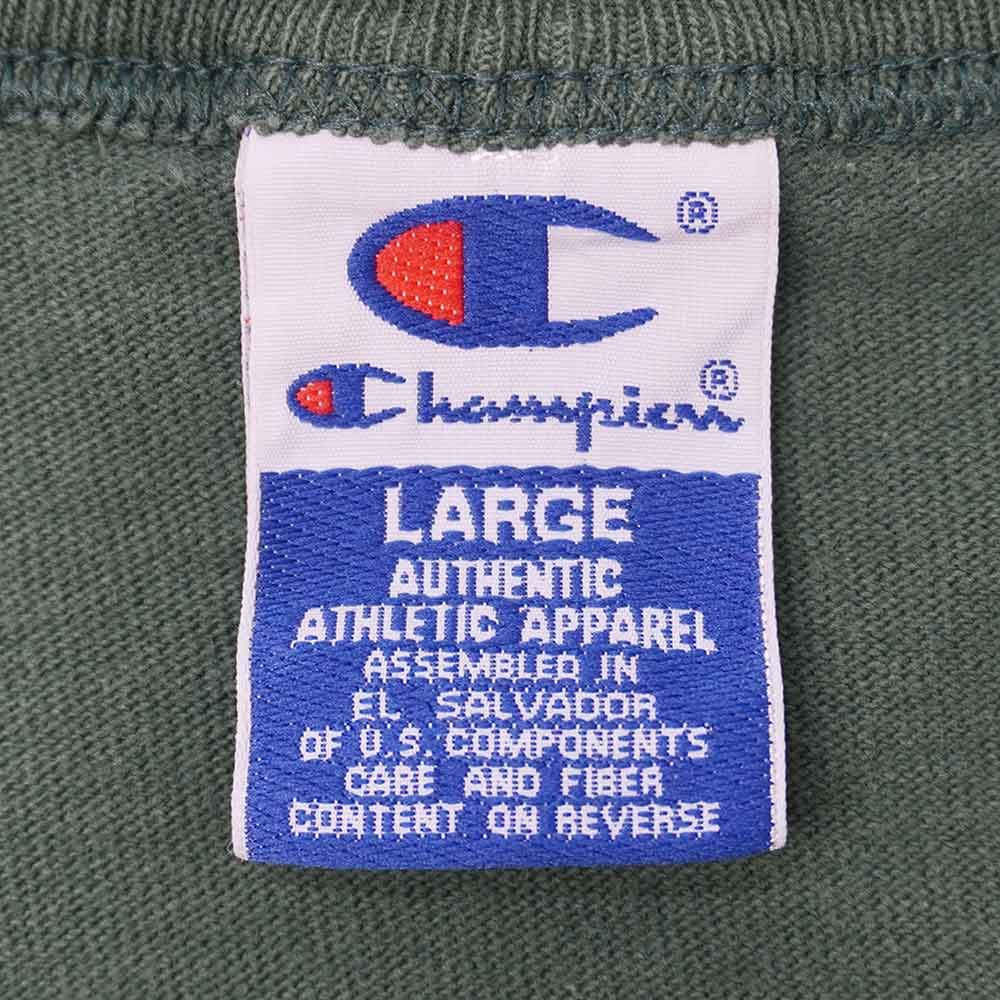 ®
Champion ®
LARGE
AUTHENTIC
ATHLETIC APPAREL
ASSEMBLED IN
EL SALVADOR
OF U.S. COMPONENTS
CARE AND FIBER
CONTENT ON REVERSE